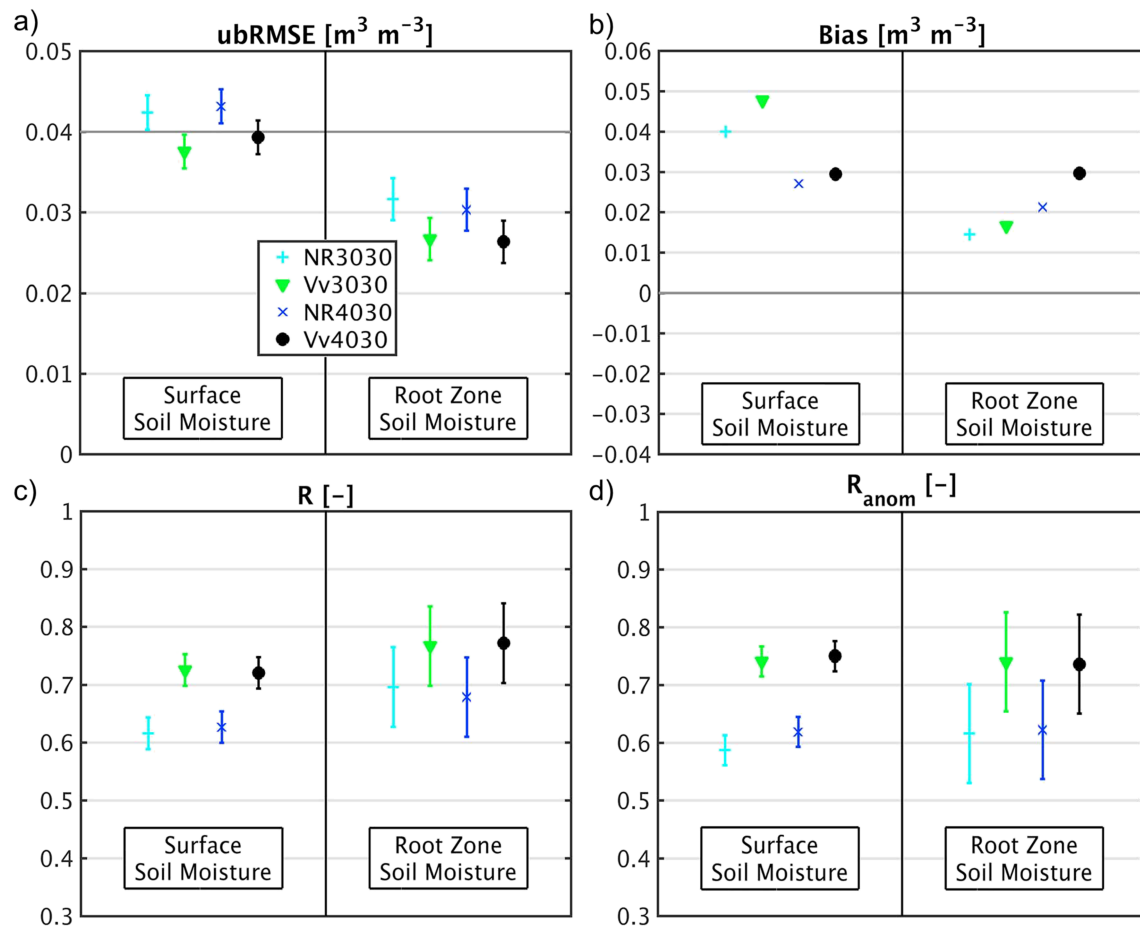 a)
ubRMSE [m³ m⁻³]
0.05
0.04
0.03
0.02
0.01
0
NR3030
Vv3030
NR4030
Vv4030
Surface
Soil Moisture
Root Zone
Soil Moisture
b)
Bias [m³ m⁻³]
0.06
0.05
0.04
0.03
0.02
0.01
0
−0.01
−0.02
−0.03
−0.04
Surface
Soil Moisture
Root Zone
Soil Moisture
c)
R [−]
1
0.9
0.8
0.7
0.6
0.5
0.4
0.3
Surface
Soil Moisture
Root Zone
Soil Moisture
d)
R_anom [−]
1
0.9
0.8
0.7
0.6
0.5
0.4
0.3
Surface
Soil Moisture
Root Zone
Soil Moisture